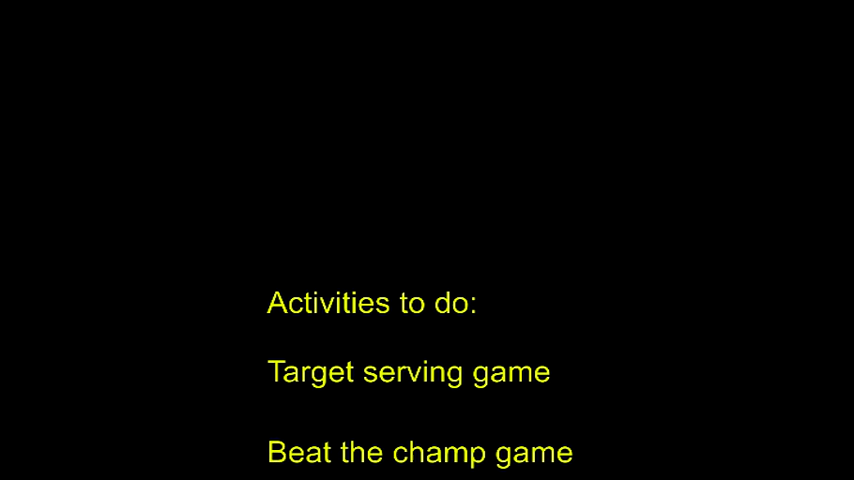 Activities to do:
Target serving game
Beat the champ game